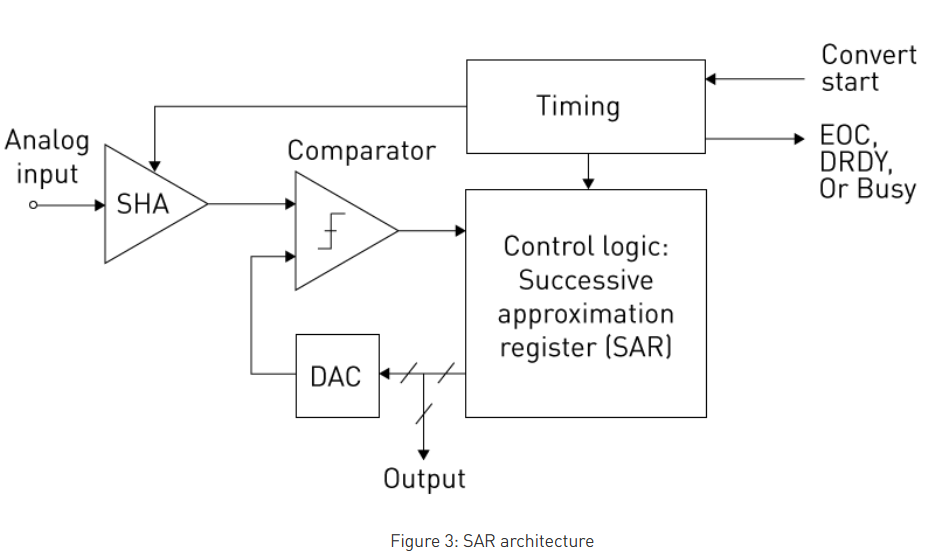 Convert
start
Timing
Analog
input
Comparator
EOC,
DRDY,
Or Busy
SHA
Control logic:
Successive
approximation
register (SAR)
DAC
Output
Figure 3: SAR architecture